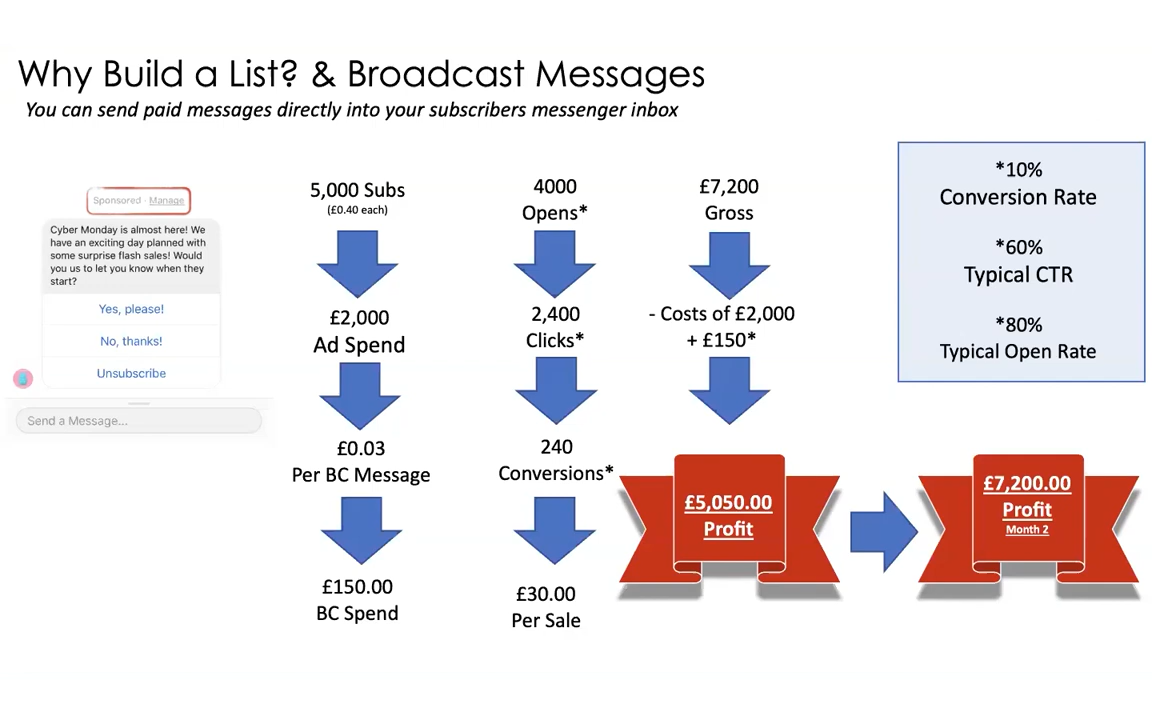 Why Build a List? & Broadcast Messages
You can send paid messages directly into your subscribers messenger inbox
Sponsored · Manage
Cyber Monday is almost here! We
have an exciting day planned with
some surprise flash sales! Would
you us to let you know when they
start?
Yes, please!
No, thanks!
Unsubscribe
Send a Message...
5,000 Subs
(£0.40 each)
£2,000
Ad Spend
£0.03
Per BC Message
£150.00
BC Spend
4000
Opens*
2,400
Clicks*
240
Conversions*
£30.00
Per Sale
£7,200
Gross
- Costs of £2,000
+ £150*
£5,050.00
Profit
£7,200.00
Profit
Month 2
*10%
Conversion Rate
*60%
Typical CTR
*80%
Typical Open Rate